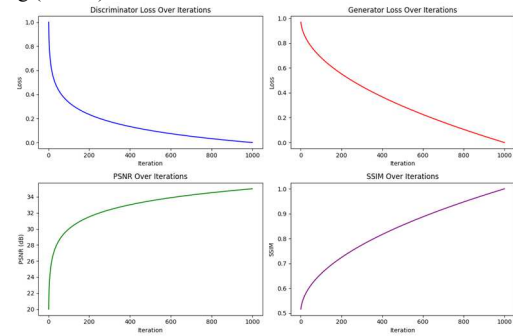 Discriminator Loss Over Iterations
1.0
0.8
0.6
0.4
0.2
0.0
Loss
0 200 400 600 800 1000
Iteration
Generator Loss Over Iterations
1.0
0.8
0.6
0.4
0.2
0.0
Loss
0 200 400 600 800 1000
Iteration
PSNR Over Iterations
34
32
30
28
26
24
22
20
PSNR (dB)
0 200 400 600 800 1000
Iteration
SSIM Over Iterations
1.0
0.9
0.8
0.7
0.6
0.5
SSIM
0 200 400 600 800 1000
Iteration